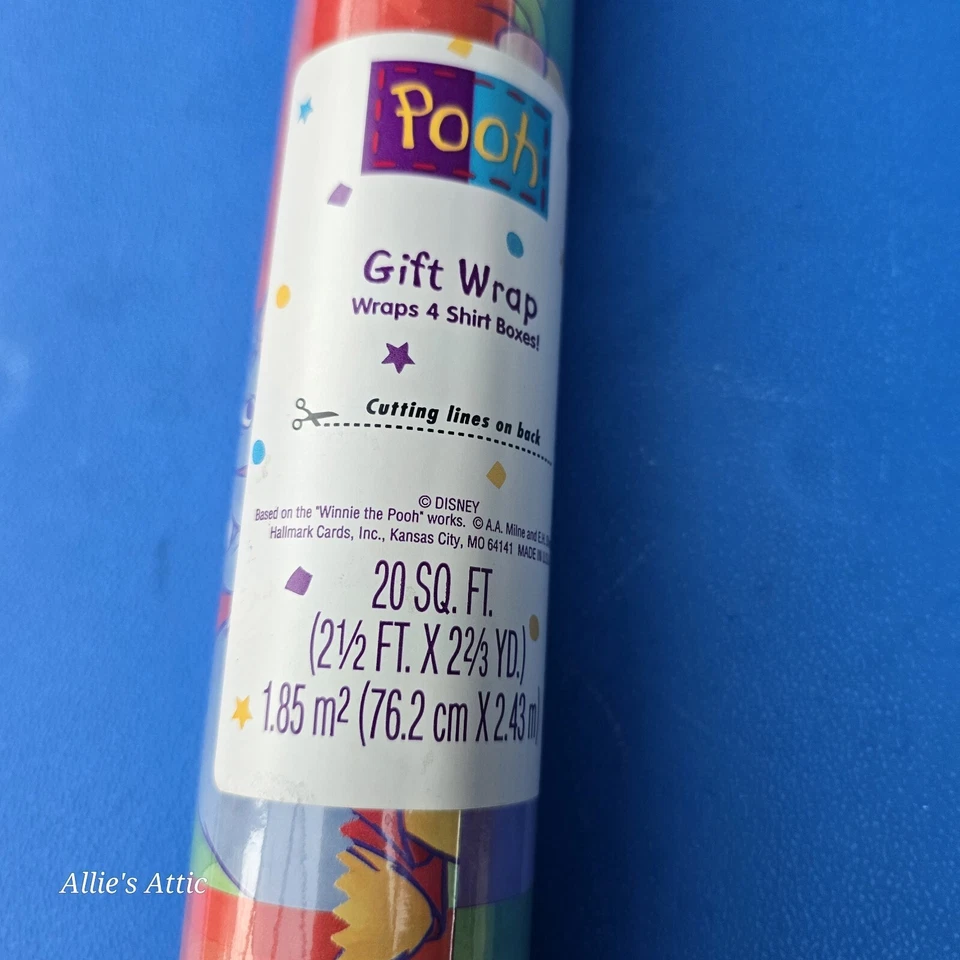 Pooh
Gift Wrap
Wraps 4 Shirt Boxes!
Cutting lines on back
© DISNEY
Based on the "Winnie the Pooh" works. © A.A. Milne and E.H.
Hallmark Cards, Inc., Kansas City, MO 64141 MADE IN
20 SQ. FT.
(2½ FT. X 2⅔ YD.)
1.85 m² (76.2 cm X 2.43 m)
Allie's Attic